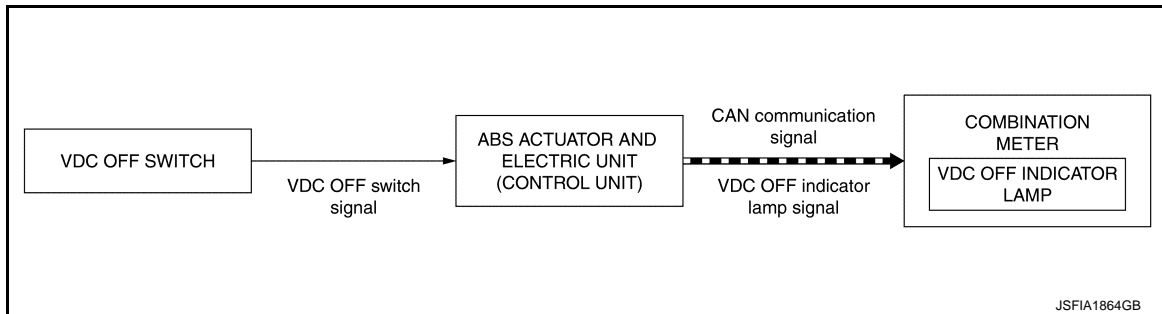 VDC OFF SWITCH
VDC OFF switch
signal
ABS ACTUATOR AND
ELECTRIC UNIT
(CONTROL UNIT)
CAN communication
signal
VDC OFF indicator
lamp signal
COMBINATION
METER
VDC OFF INDICATOR
LAMP
JSFIA1864GB